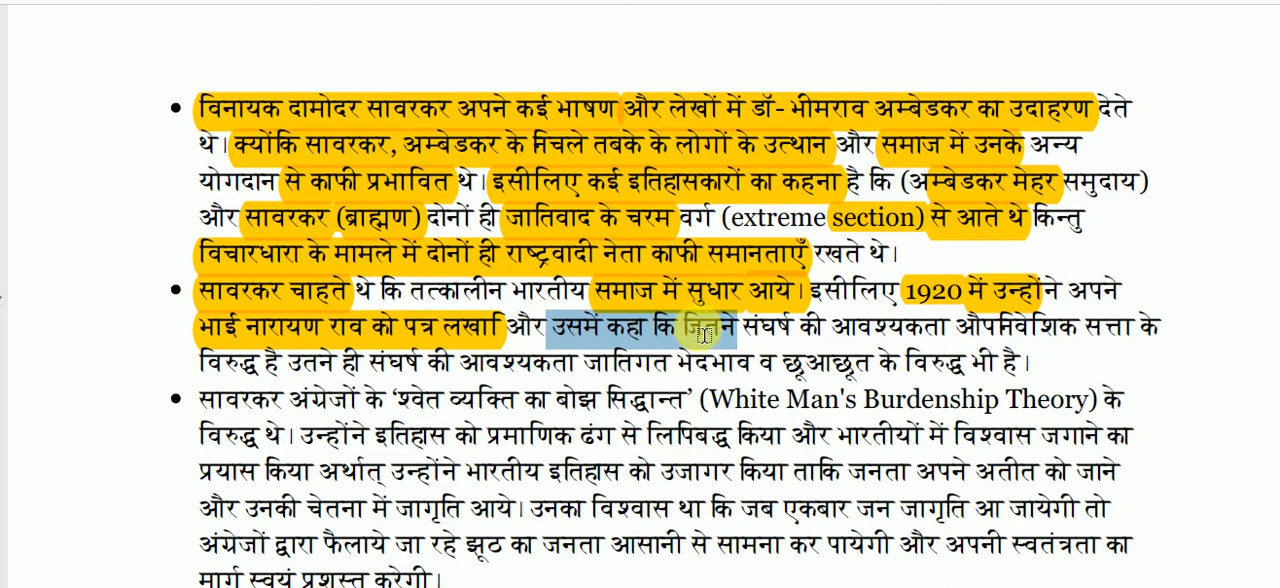 • विनायक दामोदर सावरकर अपने कई भाषण और लेखों में डॉ- भीमराव अम्बेडकर का उदाहरण देते
थे। क्योंकि सावरकर, अम्बेडकर के निचले तबके के लोगों के उत्थान और समाज में उनके अन्य
योगदान से काफी प्रभावित थे। इसीलिए कई इतिहासकारों का कहना है कि (अम्बेडकर मेहर समुदाय)
और सावरकर (ब्राह्मण) दोनों ही जातिवाद के चरम वर्ग (extreme section) से आते थे किन्तु
विचारधारा के मामले में दोनों ही राष्ट्रवादी नेता काफी समानताएँ रखते थे।
• सावरकर चाहते थे कि तत्कालीन भारतीय समाज में सुधार आये। इसीलिए 1920 में उन्होंने अपने
भाई नारायण राव को पत्र लखाि और उसमें कहा कि जितने संघर्ष की आवश्यकता औपनिवेशिक सत्ता के
विरुद्ध है उतने ही संघर्ष की आवश्यकता जातिगत भेदभाव व छूआछूत के विरुद्ध भी है।
• सावरकर अंग्रेजों के ‘श्वेत व्यक्ति का बोझ सिद्धान्त’ (White Man's Burdenship Theory) के
विरुद्ध थे। उन्होंने इतिहास को प्रमाणिक ढंग से लिपिबद्ध किया और भारतीयों में विश्वास जगाने का
प्रयास किया अर्थात् उन्होंने भारतीय इतिहास को उजागर किया ताकि जनता अपने अतीत को जाने
और उनकी चेतना में जागृति आये। उनका विश्वास था कि जब एकबार जन जागृति आ जायेगी तो
अंग्रेजों द्वारा फैलाये जा रहे झूठ का जनता आसानी से सामना कर पायेगी और अपनी स्वतंत्रता का
मार्ग स्वयं प्रशस्त करेगी।